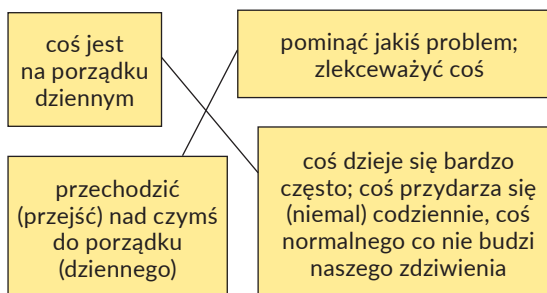 coś jest
na porządku
dziennym
pominąć jakiś problem;
zlekceważyć coś
przechodzić
(przejść) nad czymś
do porządku
(dziennego)
coś dzieje się bardzo
często; coś przydarza się
(niemal) codziennie, coś
normalnego co nie budzi
naszego zdziwienia